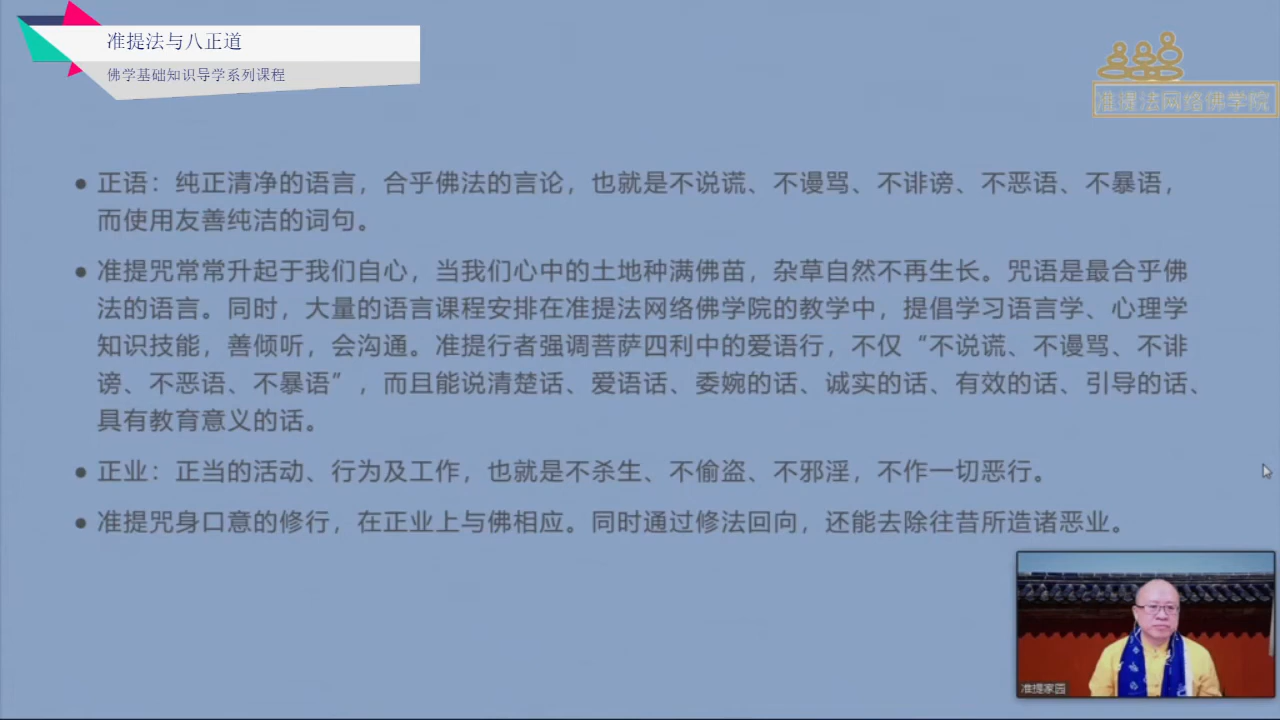 准提法与八正道
佛学基础知识导学系列课程
准提法网络佛学院
● 正语：纯正清净的语言，合乎佛法的言论，也就是不说谎、不谩骂、不诽谤、不恶语、不暴语，
而使用友善纯洁的词句。
● 准提咒常常升起于我们自心，当我们心中的土地种满佛苗，杂草自然不再生长。咒语是最合乎佛
法的语言。同时，大量的语言课程安排在准提法网络佛学院的教学中，提倡学习语言学、心理学
知识技能，善倾听，会沟通。准提行者强调菩萨四利中的爱语行，不仅“不说谎、不谩骂、不诽
谤、不恶语、不暴语”，而且能说清楚话、爱语话、委婉的话、诚实的话、有效的话、引导的话、
具有教育意义的话。
● 正业：正当的活动、行为及工作，也就是不杀生、不偷盗、不邪淫，不作一切恶行。
● 准提咒身口意的修行，在正业上与佛相应。同时通过修法回向，还能去除往昔所造诸恶业。
准提家园